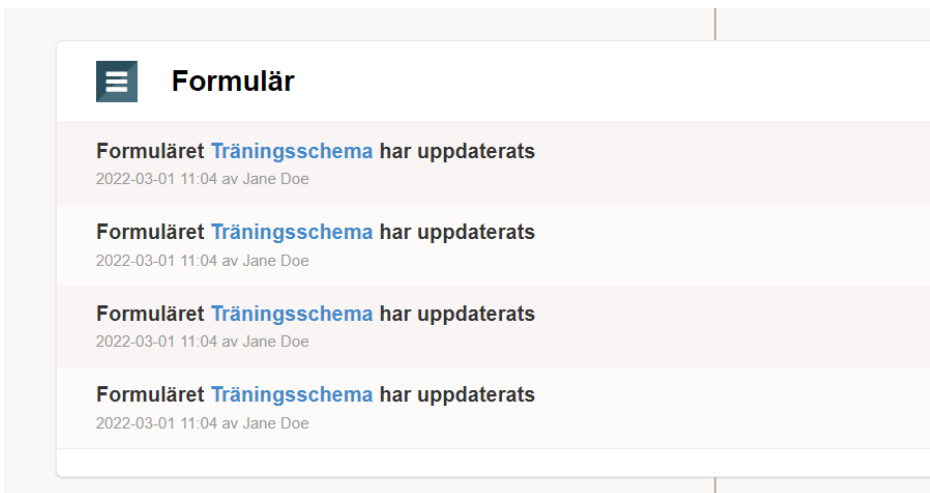 Formulär
Formuläret Träningsschema har uppdaterats
2022-03-01 11:04 av Jane Doe
Formuläret Träningsschema har uppdaterats
2022-03-01 11:04 av Jane Doe
Formuläret Träningsschema har uppdaterats
2022-03-01 11:04 av Jane Doe
Formuläret Träningsschema har uppdaterats
2022-03-01 11:04 av Jane Doe